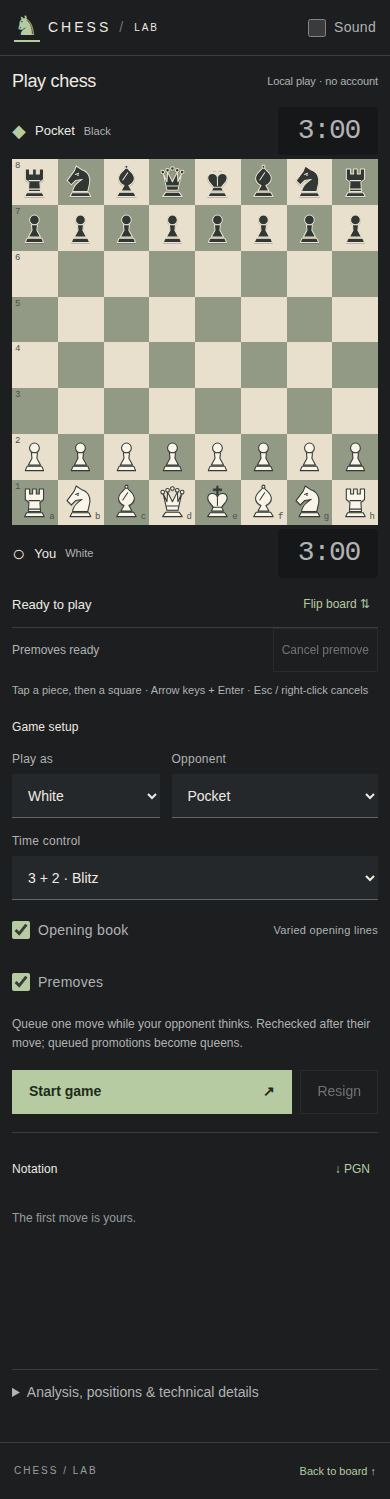 CHESS / LAB
Sound
Play chess
Local play · no account
Pocket Black
3:00
8
7
6
5
4
3
2
1
a b c d e f g h
You White
3:00
Ready to play
Flip board ⇅
Premoves ready
Cancel premove
Tap a piece, then a square · Arrow keys + Enter · Esc / right-click cancels
Game setup
Play as
Opponent
White
Pocket
Time control
3 + 2 · Blitz
Opening book
Varied opening lines
Premoves
Queue one move while your opponent thinks. Rechecked after their
move; queued promotions become queens.
Start game ↗
Resign
Notation
↓ PGN
The first move is yours.
Analysis, positions & technical details
CHESS / LAB
Back to board ↑